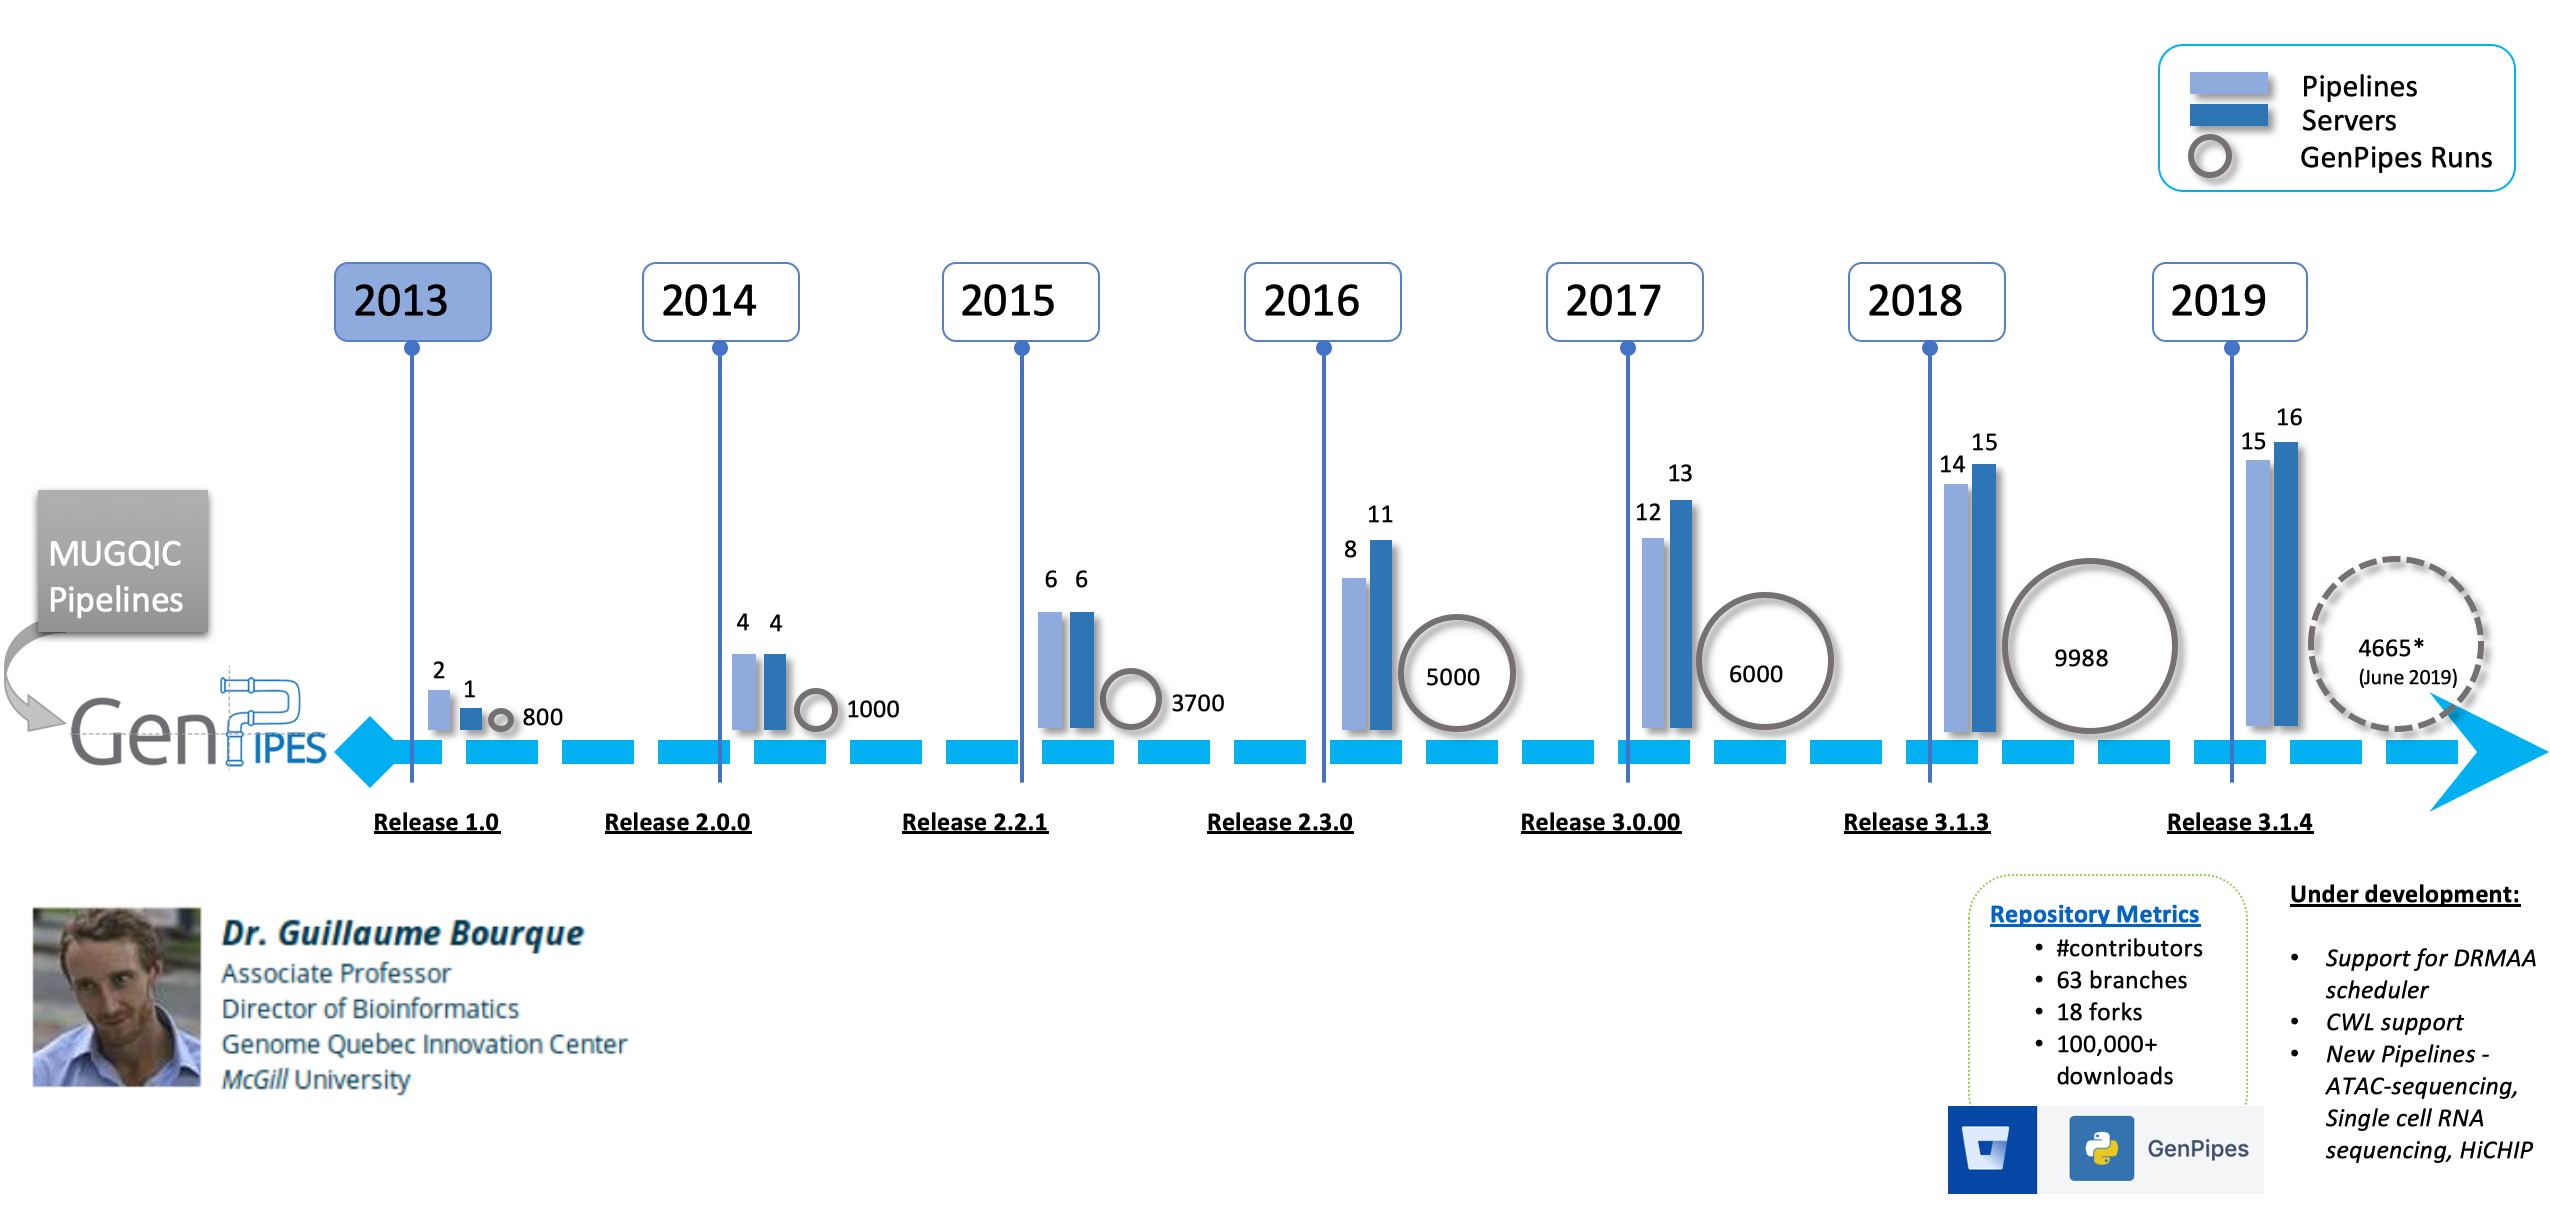 Pipelines
Servers
GenPipes Runs
2013
2014
2015
2016
2017
2018
2019
2
1
800
4
4
1000
6
6
3700
8
11
5000
12
13
6000
14
15
9988
15
16
4665*
(June 2019)
MUGQIC
Pipelines
GenPIPES
Release 1.0
Release 2.0.0
Release 2.2.1
Release 2.3.0
Release 3.0.00
Release 3.1.3
Release 3.1.4
Dr. Guillaume Bourque
Associate Professor
Director of Bioinformatics
Genome Quebec Innovation Center
McGill University
Repository Metrics
• #contributors
• 63 branches
• 18 forks
• 100,000+
downloads
GenPipes
Under development:
• Support for DRMAA
scheduler
• CWL support
• New Pipelines -
ATAC-sequencing,
Single cell RNA
sequencing, HiCHIP